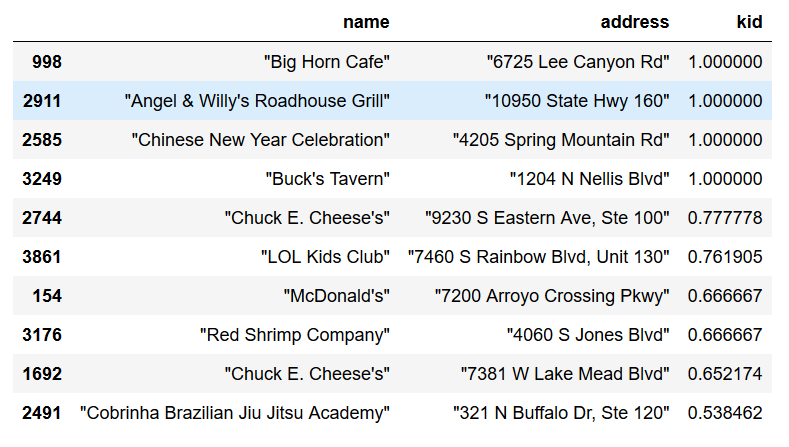 name address kid
998 "Big Horn Cafe" "6725 Lee Canyon Rd" 1.000000
2911 "Angel & Willy's Roadhouse Grill" "10950 State Hwy 160" 1.000000
2585 "Chinese New Year Celebration" "4205 Spring Mountain Rd" 1.000000
3249 "Buck's Tavern" "1204 N Nellis Blvd" 1.000000
2744 "Chuck E. Cheese's" "9230 S Eastern Ave, Ste 100" 0.777778
3861 "LOL Kids Club" "7460 S Rainbow Blvd, Unit 130" 0.761905
154 "McDonald's" "7200 Arroyo Crossing Pkwy" 0.666667
3176 "Red Shrimp Company" "4060 S Jones Blvd" 0.666667
1692 "Chuck E. Cheese's" "7381 W Lake Mead Blvd" 0.652174
2491 "Cobrinha Brazilian Jiu Jitsu Academy" "321 N Buffalo Dr, Ste 120" 0.538462